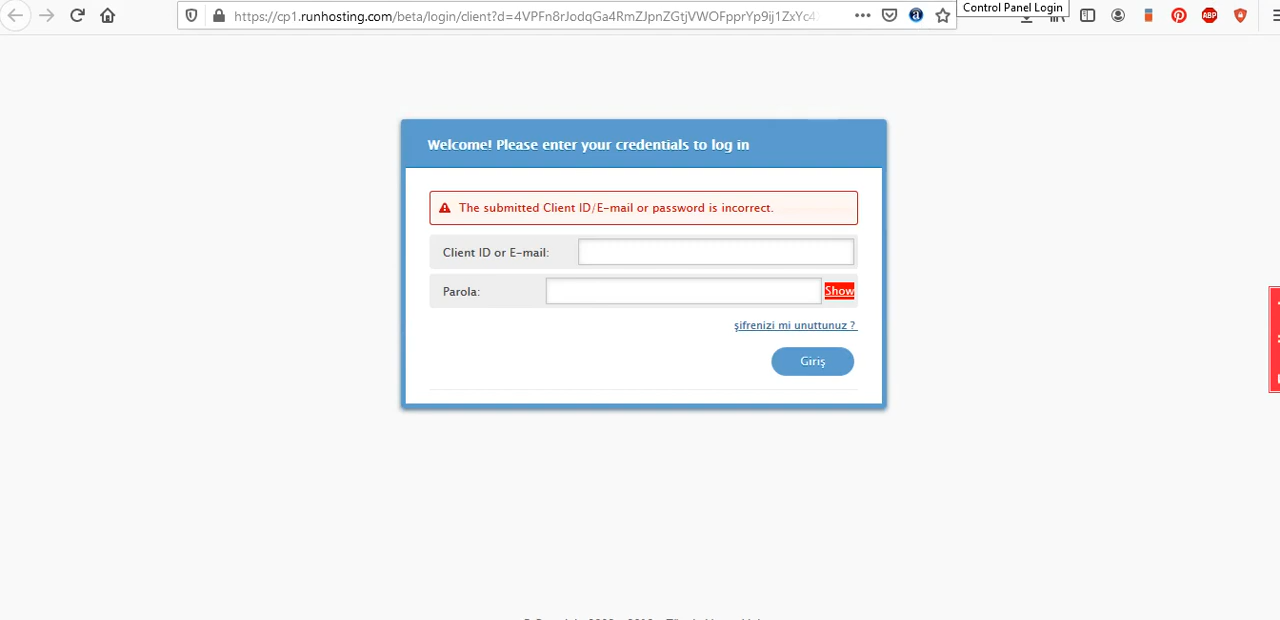 Control Panel Login
https://cp1.runhosting.com/beta/login/client?d=4VPFn8rJodqGa4RmZJpnZGtjVWOFpprYp9ij1ZxYc4
ABP
Welcome! Please enter your credentials to log in
The submitted Client ID/E-mail or password is incorrect.
Client ID or E-mail:
Parola: Show
şifrenizi mi unuttunuz ?
Giriş